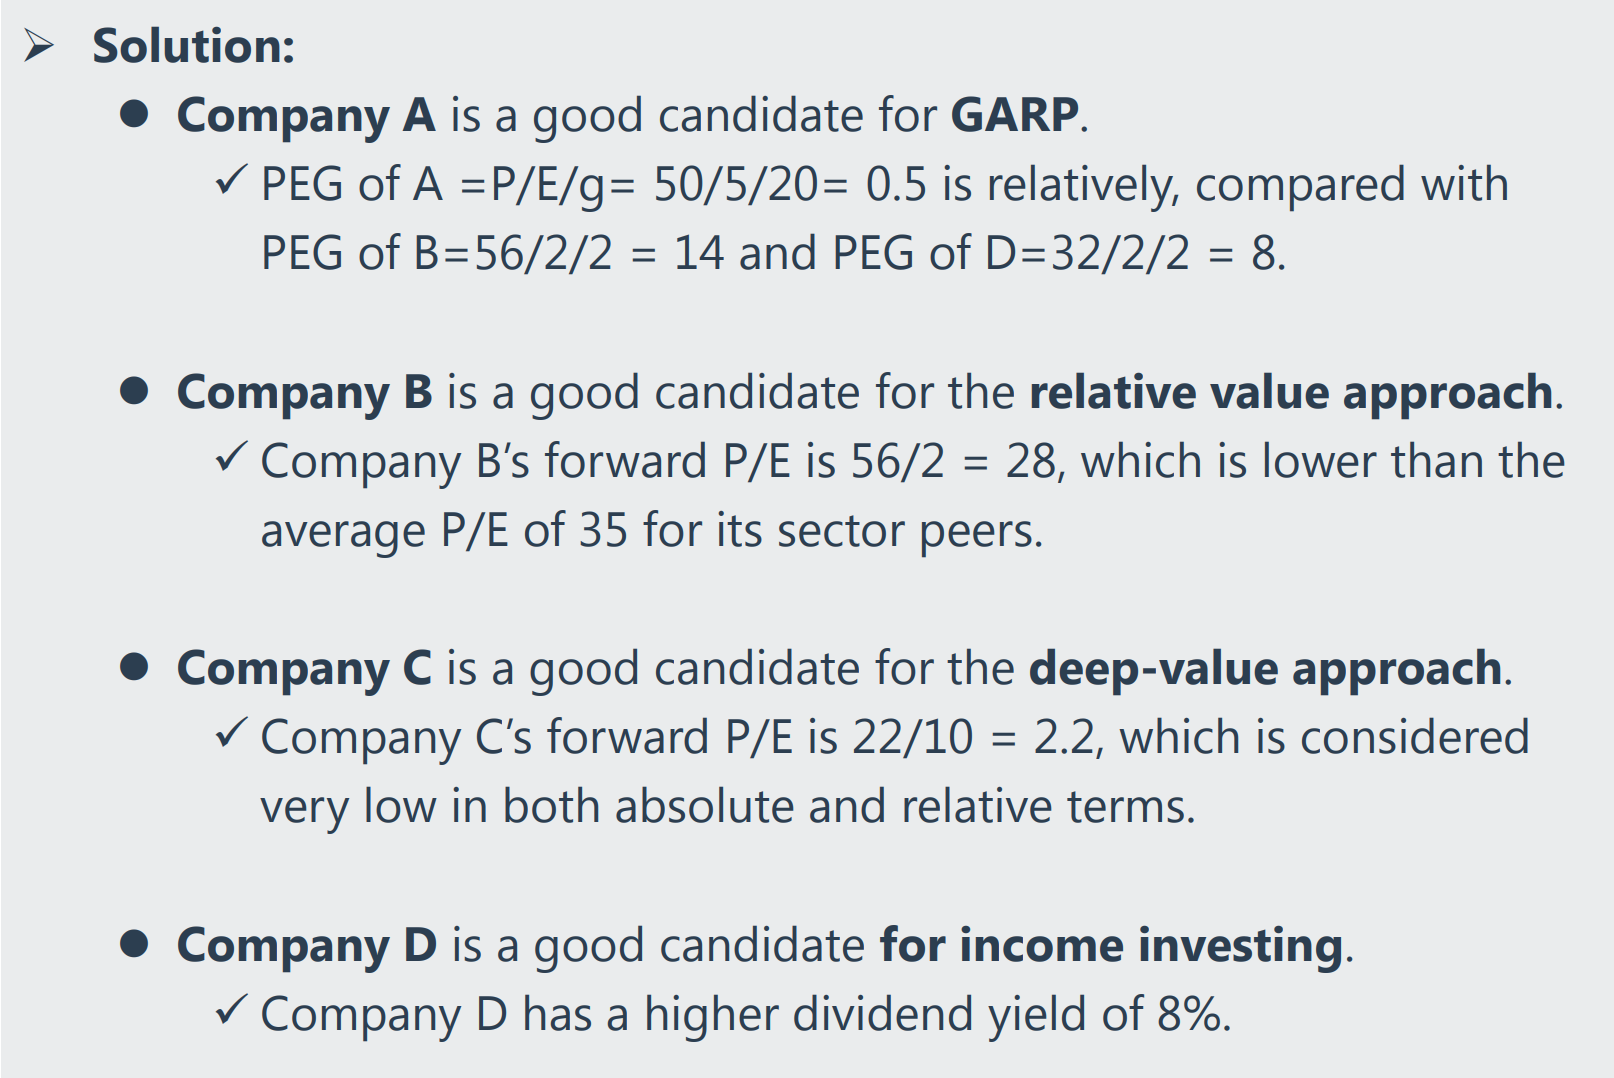 ➢ Solution:
● Company A is a good candidate for GARP.
✓ PEG of A =P/E/g= 50/5/20= 0.5 is relatively, compared with
PEG of B=56/2/2 = 14 and PEG of D=32/2/2 = 8.
● Company B is a good candidate for the relative value approach.
✓ Company B’s forward P/E is 56/2 = 28, which is lower than the
average P/E of 35 for its sector peers.
● Company C is a good candidate for the deep-value approach.
✓ Company C’s forward P/E is 22/10 = 2.2, which is considered
very low in both absolute and relative terms.
● Company D is a good candidate for income investing.
✓ Company D has a higher dividend yield of 8%.